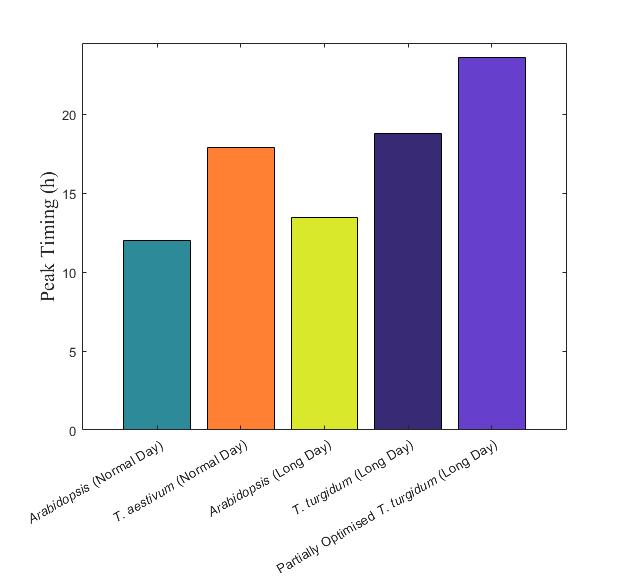 Peak Timing (h)
20
15
10
5
0
Arabidopsis (Normal Day)
T. aestivum (Normal Day)
Arabidopsis (Long Day)
T. turgidum (Long Day)
Partially Optimised T. turgidum (Long Day)